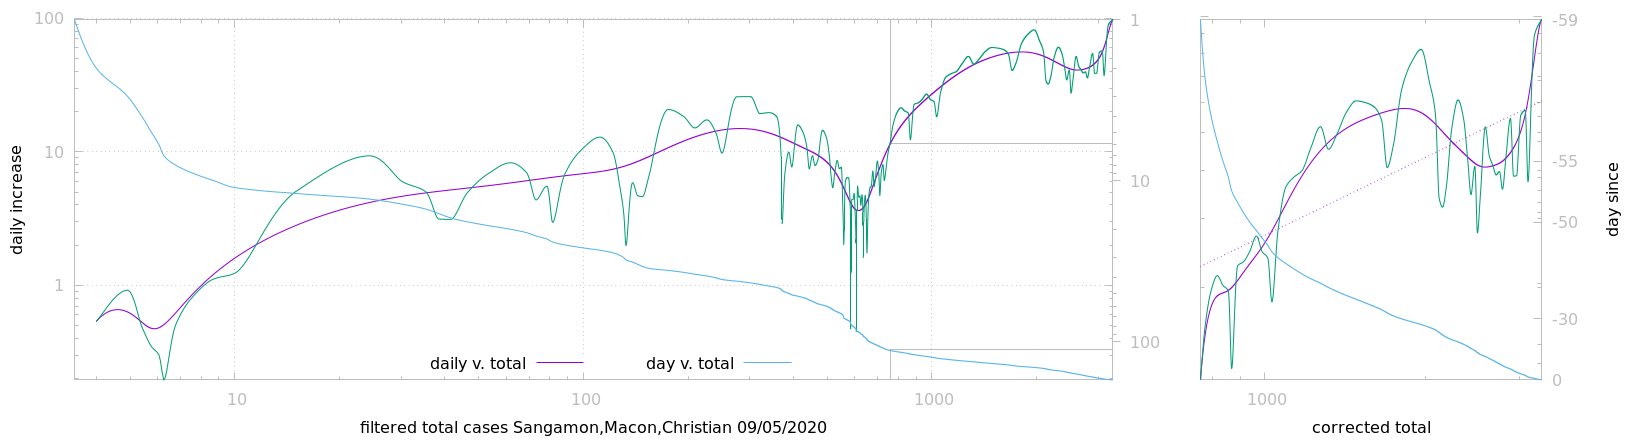 100
10
1
daily increase
10
100
1000
daily v. total
day v. total
filtered total cases Sangamon,Macon,Christian 09/05/2020
1
10
100
1000
corrected total
-59
-55
-50
-30
0
day since